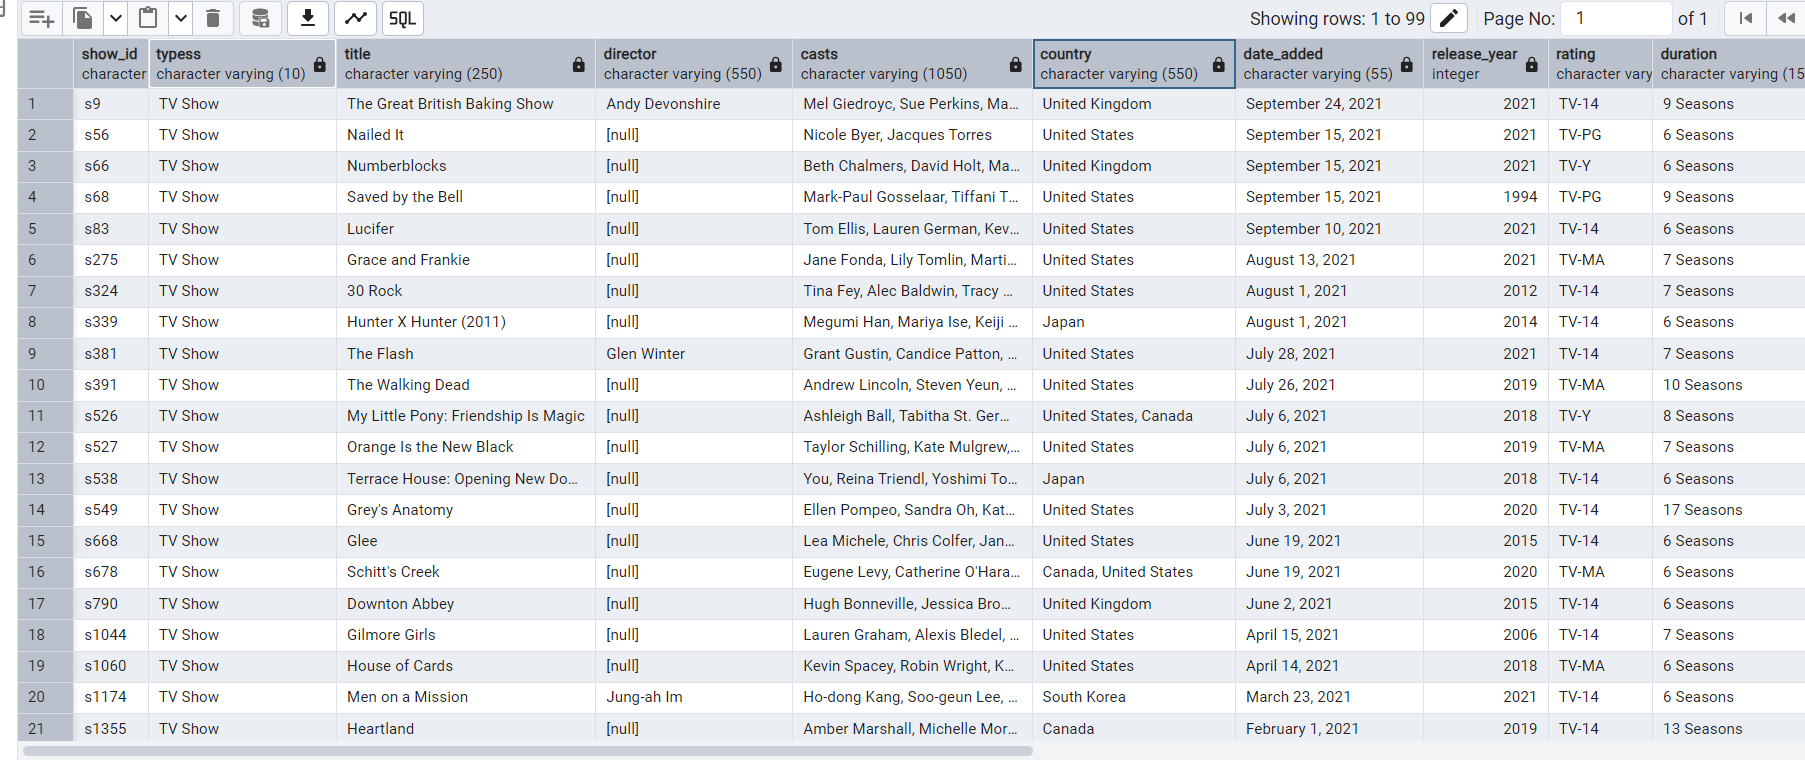 SQL Showing rows: 1 to 99 Page No: 1 of 1
show_id typess title director casts country date_added release_year rating duration
character character varying (10) character varying (250) character varying (550) character varying (1050) character varying (550) character varying (55) integer character vary character varying (15
1 s9 TV Show The Great British Baking Show Andy Devonshire Mel Giedroyc, Sue Perkins, Ma... United Kingdom September 24, 2021 2021 TV-14 9 Seasons
2 s56 TV Show Nailed It [null] Nicole Byer, Jacques Torres United States September 15, 2021 2021 TV-PG 6 Seasons
3 s66 TV Show Numberblocks [null] Beth Chalmers, David Holt, Ma... United Kingdom September 15, 2021 2021 TV-Y 6 Seasons
4 s68 TV Show Saved by the Bell [null] Mark-Paul Gosselaar, Tiffani T... United States September 15, 2021 1994 TV-PG 9 Seasons
5 s83 TV Show Lucifer [null] Tom Ellis, Lauren German, Kev... United States September 10, 2021 2021 TV-14 6 Seasons
6 s275 TV Show Grace and Frankie [null] Jane Fonda, Lily Tomlin, Marti... United States August 13, 2021 2021 TV-MA 7 Seasons
7 s324 TV Show 30 Rock [null] Tina Fey, Alec Baldwin, Tracy ... United States August 1, 2021 2012 TV-14 7 Seasons
8 s339 TV Show Hunter X Hunter (2011) [null] Megumi Han, Mariya Ise, Keiji ... Japan August 1, 2021 2014 TV-14 6 Seasons
9 s381 TV Show The Flash Glen Winter Grant Gustin, Candice Patton, ... United States July 28, 2021 2021 TV-14 7 Seasons
10 s391 TV Show The Walking Dead [null] Andrew Lincoln, Steven Yeun, ... United States July 26, 2021 2019 TV-MA 10 Seasons
11 s526 TV Show My Little Pony: Friendship Is Magic [null] Ashleigh Ball, Tabitha St. Ger... United States, Canada July 6, 2021 2018 TV-Y 8 Seasons
12 s527 TV Show Orange Is the New Black [null] Taylor Schilling, Kate Mulgrew,... United States July 6, 2021 2019 TV-MA 7 Seasons
13 s538 TV Show Terrace House: Opening New Do... [null] You, Reina Triendl, Yoshimi To... Japan July 6, 2021 2018 TV-14 6 Seasons
14 s549 TV Show Grey's Anatomy [null] Ellen Pompeo, Sandra Oh, Kat... United States July 3, 2021 2020 TV-14 17 Seasons
15 s668 TV Show Glee [null] Lea Michele, Chris Colfer, Jan... United States June 19, 2021 2015 TV-14 6 Seasons
16 s678 TV Show Schitt's Creek [null] Eugene Levy, Catherine O'Hara... Canada, United States June 19, 2021 2020 TV-MA 6 Seasons
17 s790 TV Show Downton Abbey [null] Hugh Bonneville, Jessica Bro... United Kingdom June 2, 2021 2015 TV-14 6 Seasons
18 s1044 TV Show Gilmore Girls [null] Lauren Graham, Alexis Bledel, ... United States April 15, 2021 2006 TV-14 7 Seasons
19 s1060 TV Show House of Cards [null] Kevin Spacey, Robin Wright, K... United States April 14, 2021 2018 TV-MA 6 Seasons
20 s1174 TV Show Men on a Mission Jung-ah Im Ho-dong Kang, Soo-geun Lee, ... South Korea March 23, 2021 2021 TV-14 6 Seasons
21 s1355 TV Show Heartland [null] Amber Marshall, Michelle Mor... Canada February 1, 2021 2019 TV-14 13 Seasons